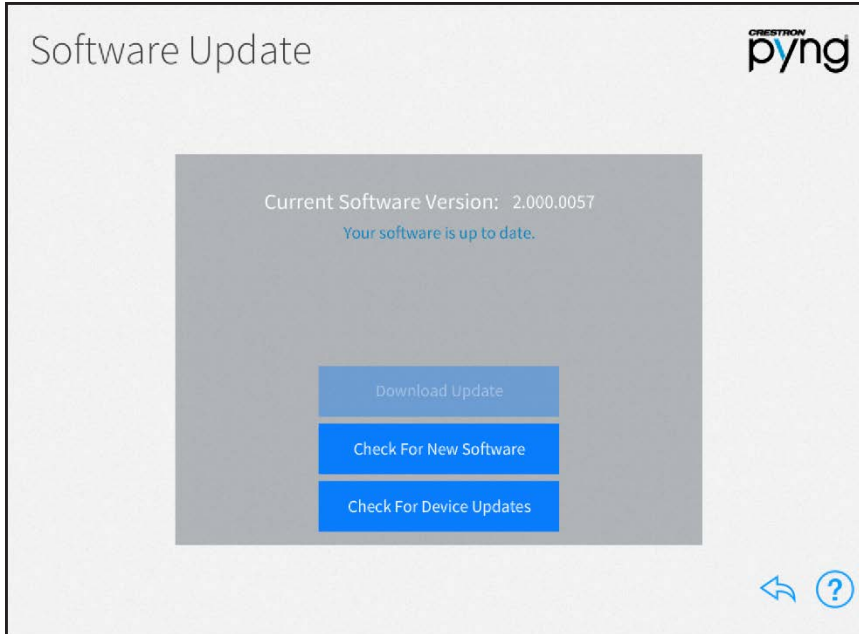 Software Update
CRESTRON
pyng
Current Software Version: 2.000.0057
Your software is up to date.
Download Update
Check For New Software
Check For Device Updates
?